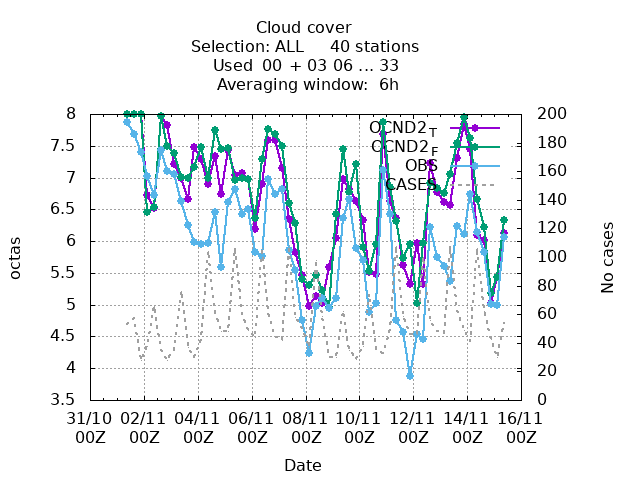 Cloud cover
Selection: ALL 40 stations
Used 00 + 03 06 ... 33
Averaging window: 6h
OCND2 T
OCND2 F
OBS
CASES
octas
8
7.5
7
6.5
6
5.5
5
4.5
4
3.5
No cases
200
180
160
140
120
100
80
60
40
20
0
31/10 02/11 04/11 06/11 08/11 10/11 12/11 14/11 16/11
00Z 00Z 00Z 00Z 00Z 00Z 00Z 00Z 00Z
Date